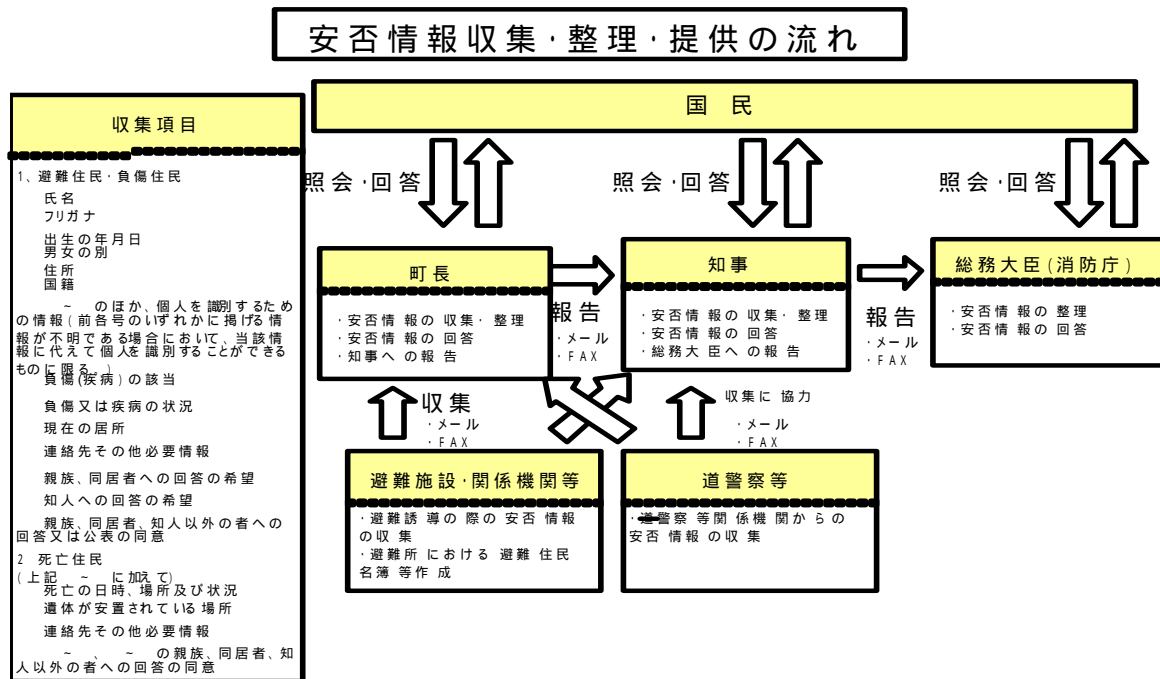 安否情報収集・整理・提供の流れ
国 民
収集項目
1、避難住民・負傷住民
氏名
フリガナ
出生の年月日
男女の別
住所
国籍
～ のほか、個人を識別するため
の情報(前各号のいずれかに掲げる情
報が不明である場合において、当該情
報に代えて個人を識別することができる
ものに限る。)
負傷(疾病)の該当
負傷又は疾病の状況
現在の居所
連絡先その他必要情報
親族、同居者への回答の希望
知人への回答の希望
親族、同居者、知人以外の者への
回答又は公表の同意
2 死亡住民
(上記 ～ に加えて)
死亡の日時、場所及び状況
遺体が安置されている場所
連絡先その他必要情報
～ 、 ～ の親族、同居者、知
人以外の者への回答の同意
照会・回答
照会・回答
照会・回答
町長
・安否情報の収集・整理
・安否情報の回答
・知事への報告
報告
・メール
・FAX
知事
・安否情報の収集・整理
・安否情報の回答
・総務大臣への報告
報告
・メール
・FAX
総務大臣(消防庁)
・安否情報の整理
・安否情報の回答
収集
・メール
・FAX
収集に協力
・メール
・FAX
避難施設・関係機関等
・避難誘導の際の安否情報
の収集
・避難所における避難住民
名簿等作成
道警察等
・道警察等関係機関からの
安否情報の収集